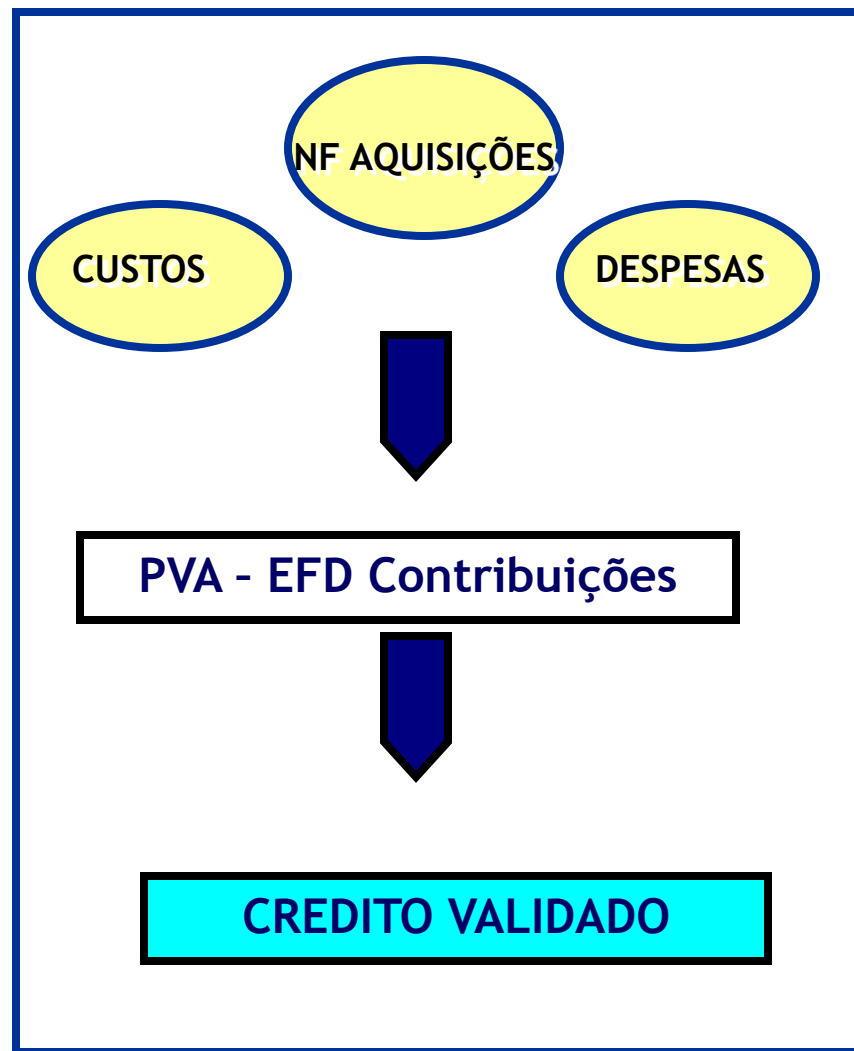 NF AQUISIÇÕES
CUSTOS
DESPESAS
PVA – EFD Contribuições
CREDITO VALIDADO